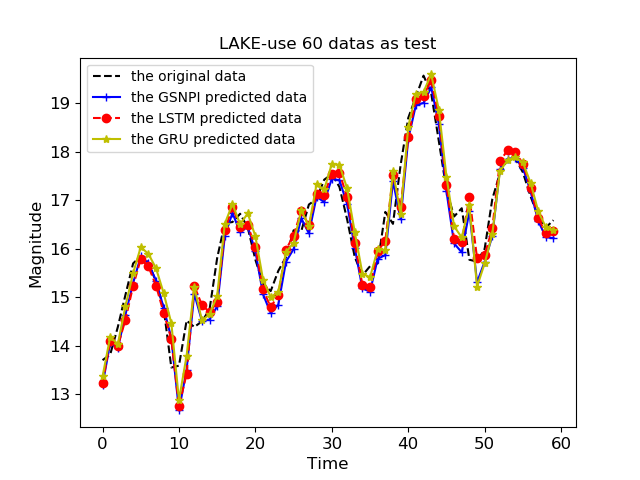 LAKE-use 60 datas as test
the original data
the GSNPI predicted data
the LSTM predicted data
the GRU predicted data
Magnitude
19
18
17
16
15
14
13
0 10 20 30 40 50 60
Time